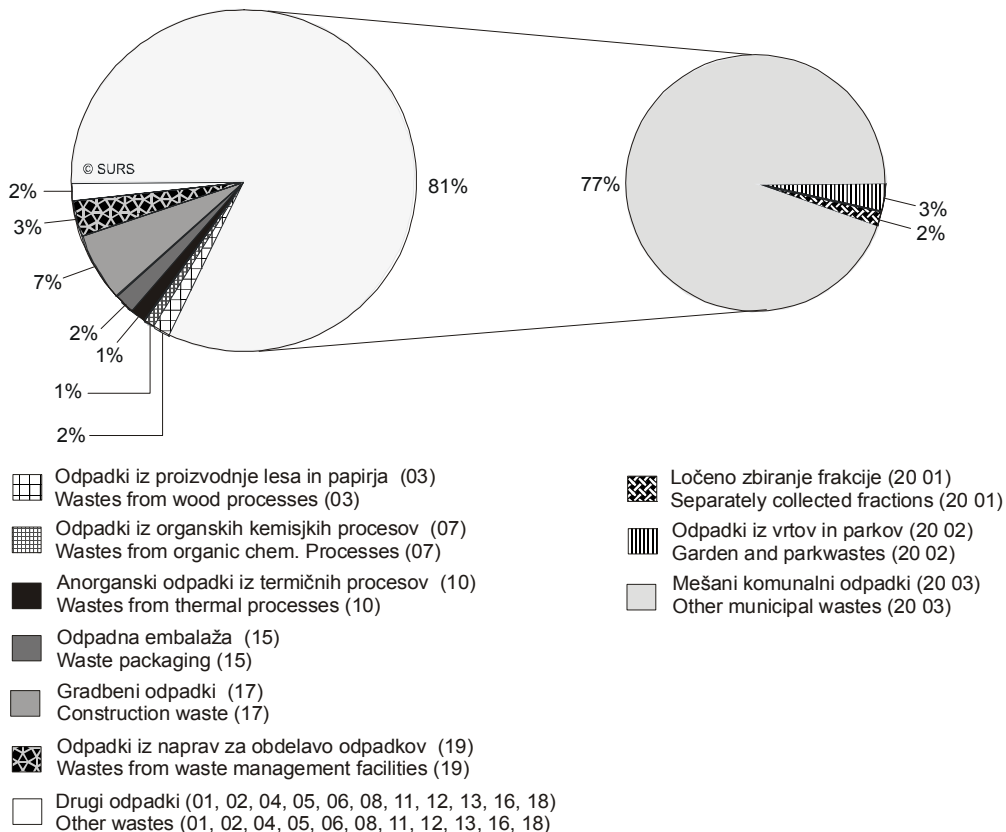 © SURS
81%
77%
2%
3%
3%
2%
7%
2%
1%
1%
2%
Odpadki iz proizvodnje lesa in papirja (03)
Wastes from wood processes (03)
Odpadki iz organskih kemisjkih procesov (07)
Wastes from organic chem. Processes (07)
Anorganski odpadki iz termičnih procesov (10)
Wastes from thermal processes (10)
Odpadna embalaža (15)
Waste packaging (15)
Gradbeni odpadki (17)
Construction waste (17)
Odpadki iz naprav za obdelavo odpadkov (19)
Wastes from waste management facilities (19)
Drugi odpadki (01, 02, 04, 05, 06, 08, 11, 12, 13, 16, 18)
Other wastes (01, 02, 04, 05, 06, 08, 11, 12, 13, 16, 18)
Ločeno zbiranje frakcije (20 01)
Separately collected fractions (20 01)
Odpadki iz vrtov in parkov (20 02)
Garden and parkwastes (20 02)
Mešani komunalni odpadki (20 03)
Other municipal wastes (20 03)